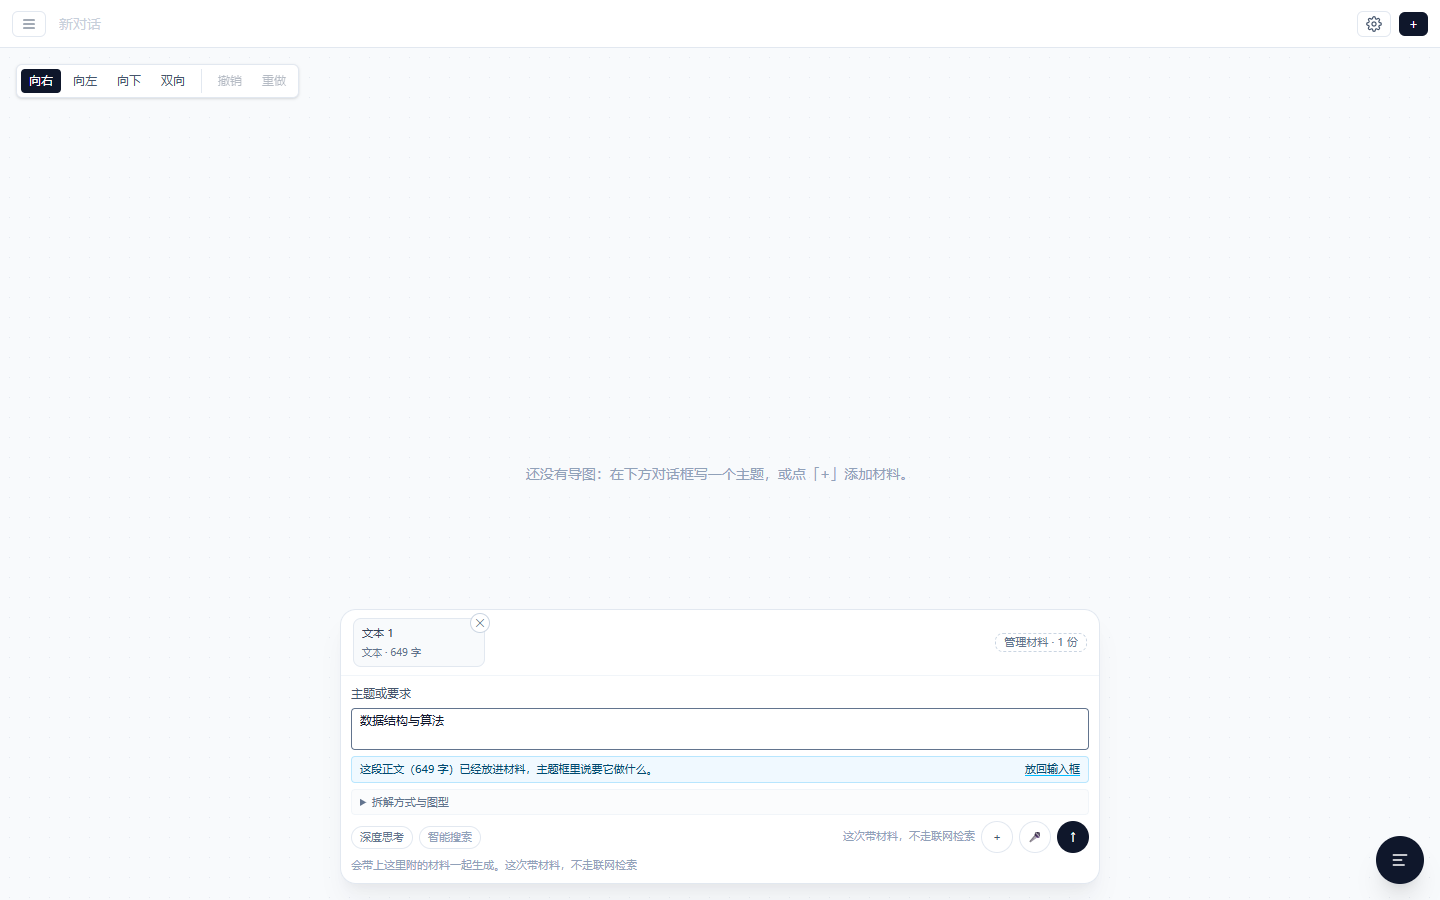 新对话
+
向右 向左 向下 双向 撤销 重做
还没有导图：在下方对话框写一个主题，或点「+」添加材料。
文本 1
文本 · 649 字
管理材料 · 1 份
主题或要求
数据结构与算法
这段正文（649 字）已经放进材料，主题框里说要它做什么。 放回输入框
▶ 拆解方式与图型
深度思考 智能搜索 这次带材料，不走联网检索 +
会带上这里附的材料一起生成。这次带材料，不走联网检索